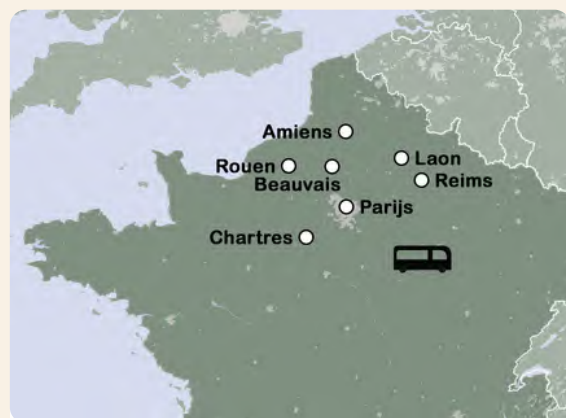 Amiens
Rouen
Beauvais
Laon
Reims
Parijs
Chartres